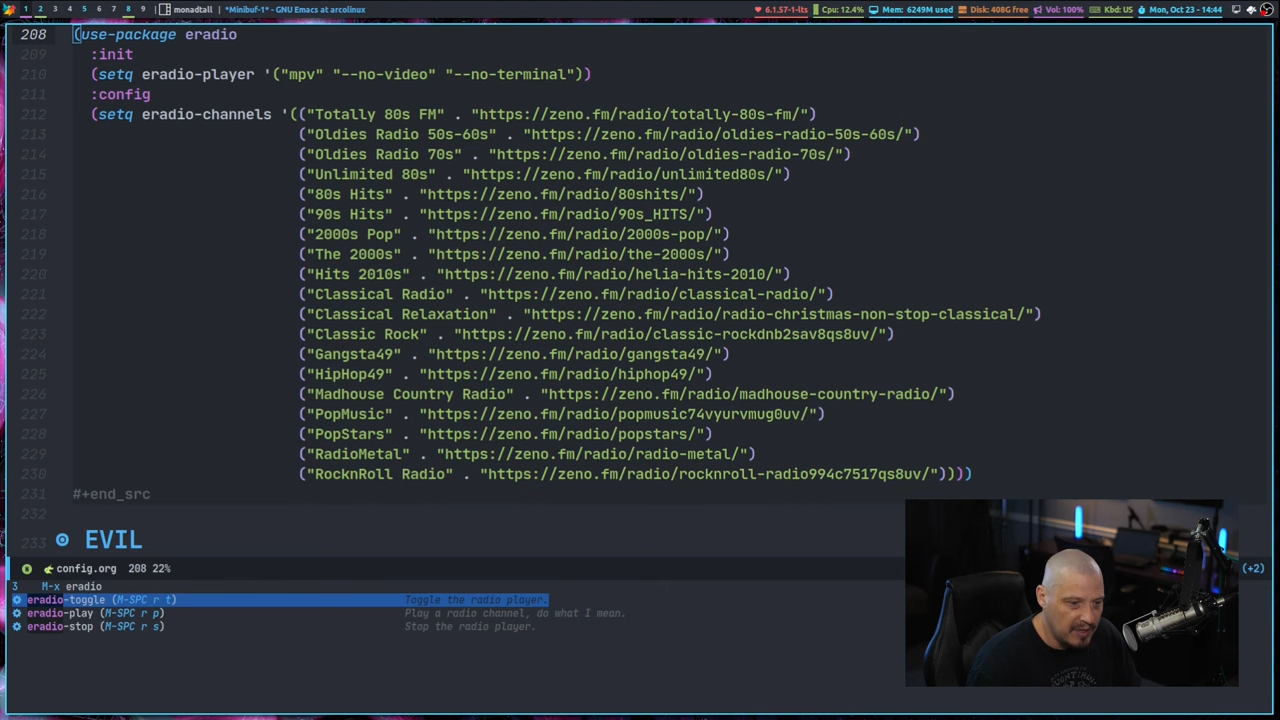 1 2 3 4 5 6 7 8 9 monadtall *Minibuf-1* - GNU Emacs at arcolinux 6.1.57-1-lts Cpu: 12.4% Mem: 6249M used Disk: 408G free Vol: 100% Kbd: US Mon, Oct 23 - 14:44
208 (use-package eradio
209 :init
210 (setq eradio-player '("mpv" "--no-video" "--no-terminal"))
211 :config
212 (setq eradio-channels '(("Totally 80s FM" . "https://zeno.fm/radio/totally-80s-fm/")
213 ("Oldies Radio 50s-60s" . "https://zeno.fm/radio/oldies-radio-50s-60s/")
214 ("Oldies Radio 70s" . "https://zeno.fm/radio/oldies-radio-70s/")
215 ("Unlimited 80s" . "https://zeno.fm/radio/unlimited80s/")
216 ("80s Hits" . "https://zeno.fm/radio/80shits/")
217 ("90s Hits" . "https://zeno.fm/radio/90s_HITS/")
218 ("2000s Pop" . "https://zeno.fm/radio/2000s-pop/")
219 ("The 2000s" . "https://zeno.fm/radio/the-2000s/")
220 ("Hits 2010s" . "https://zeno.fm/radio/helia-hits-2010/")
221 ("Classical Radio" . "https://zeno.fm/radio/classical-radio/")
222 ("Classical Relaxation" . "https://zeno.fm/radio/radio-christmas-non-stop-classical/")
223 ("Classic Rock" . "https://zeno.fm/radio/classic-rockdnb2sav8qs8uv/")
224 ("Gangsta49" . "https://zeno.fm/radio/gangsta49/")
225 ("HipHop49" . "https://zeno.fm/radio/hiphop49/")
226 ("Madhouse Country Radio" . "https://zeno.fm/radio/madhouse-country-radio/")
227 ("PopMusic" . "https://zeno.fm/radio/popmusic74vyurvmug0uv/")
228 ("PopStars" . "https://zeno.fm/radio/popstars/")
229 ("RadioMetal" . "https://zeno.fm/radio/radio-metal/")
230 ("RocknRoll Radio" . "https://zeno.fm/radio/rocknroll-radio994c7517qs8uv/"))))
231 #+end_src
232
233 EVIL
config.org 208 22% (+2)
3 M-x eradio
eradio-toggle (M-SPC r t) Toggle the radio player.
eradio-play (M-SPC r p) Play a radio channel, do what I mean.
eradio-stop (M-SPC r s) Stop the radio player.